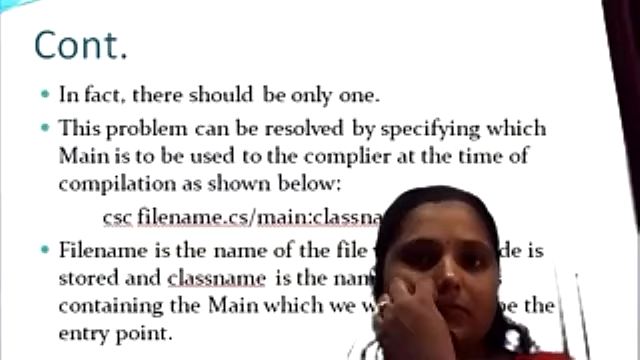 Cont.
In fact, there should be only one.
This problem can be resolved by specifying which
Main is to be used to the complier at the time of
compilation as shown below:
csc filename.cs/main:classna
Filename is the name of the file de is
stored and classname is the nam
containing the Main which we w be the
entry point.